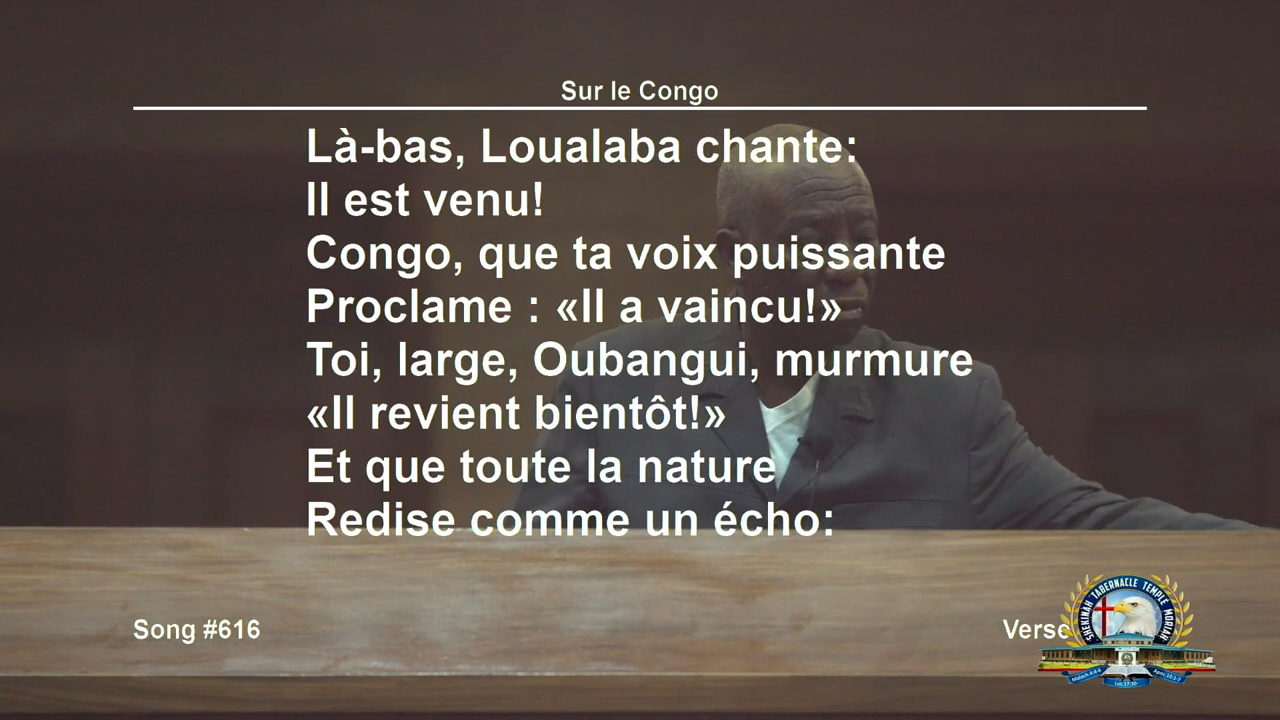 Sur le Congo
Là-bas, Loualaba chante:
Il est venu!
Congo, que ta voix puissante
Proclame : «Il a vaincu!»
Toi, large, Oubangui, murmure
«Il revient bientôt!»
Et que toute la nature
Redise comme un écho:
Song #616
SHEKINAH TABERNACLE TEMPLE MORIAH